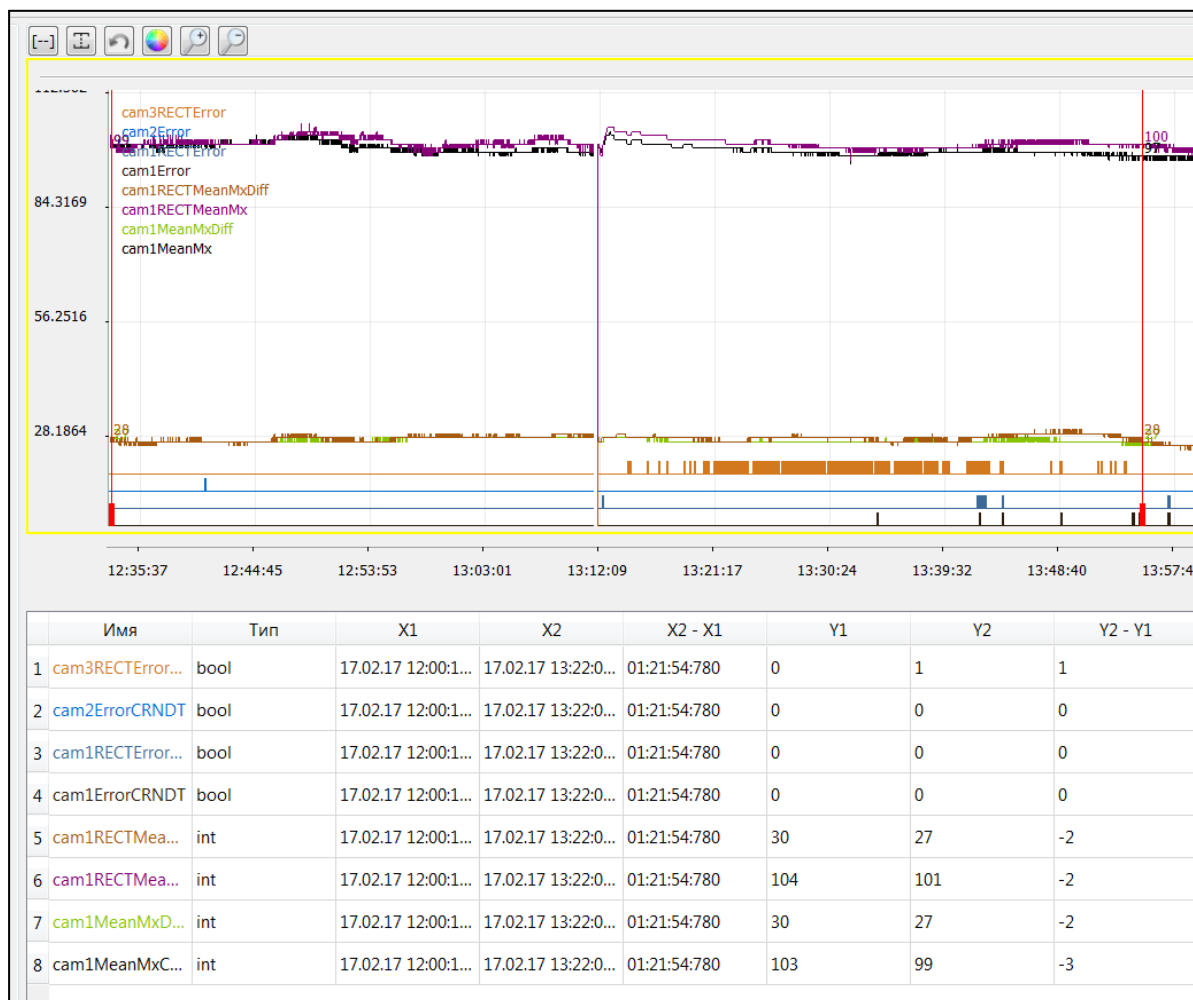 [--]
112.382
cam3RECTError
cam2Error
99
cam1RECTError
cam1Error
cam1RECTMeanMxDiff
cam1RECTMeanMx
cam1MeanMxDiff
cam1MeanMx
100
97
84.3169
56.2516
28.1864
28
28
27
12:35:37 12:44:45 12:53:53 13:03:01 13:12:09 13:21:17 13:30:24 13:39:32 13:48:40 13:57:4
Имя Тип X1 X2 X2 - X1 Y1 Y2 Y2 - Y1
1 cam3RECTError... bool 17.02.17 12:00:1... 17.02.17 13:22:0... 01:21:54:780 0 1 1
2 cam2ErrorCRNDT bool 17.02.17 12:00:1... 17.02.17 13:22:0... 01:21:54:780 0 0 0
3 cam1RECTError... bool 17.02.17 12:00:1... 17.02.17 13:22:0... 01:21:54:780 0 0 0
4 cam1ErrorCRNDT bool 17.02.17 12:00:1... 17.02.17 13:22:0... 01:21:54:780 0 0 0
5 cam1RECTMea... int 17.02.17 12:00:1... 17.02.17 13:22:0... 01:21:54:780 30 27 -2
6 cam1RECTMea... int 17.02.17 12:00:1... 17.02.17 13:22:0... 01:21:54:780 104 101 -2
7 cam1MeanMxD... int 17.02.17 12:00:1... 17.02.17 13:22:0... 01:21:54:780 30 27 -2
8 cam1MeanMxC... int 17.02.17 12:00:1... 17.02.17 13:22:0... 01:21:54:780 103 99 -3